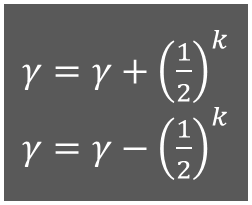 γ = γ + (1/2)^k
γ = γ − (1/2)^k